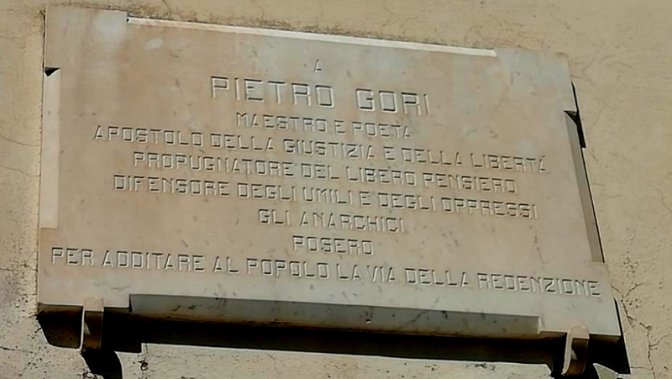 A
PIETRO GORI
MAESTRO E POETA
APOSTOLO DELLA GIUSTIZIA E DELLA LIBERTÁ
PROPUGNATORE DEL LIBERO PENSIERO
DIFENSORE DEGLI UMILI E DEGLI OPPRESSI
GLI ANARCHICI
POSERO
PER ADDITARE AL POPOLO LA VIA DELLA REDENZIONE